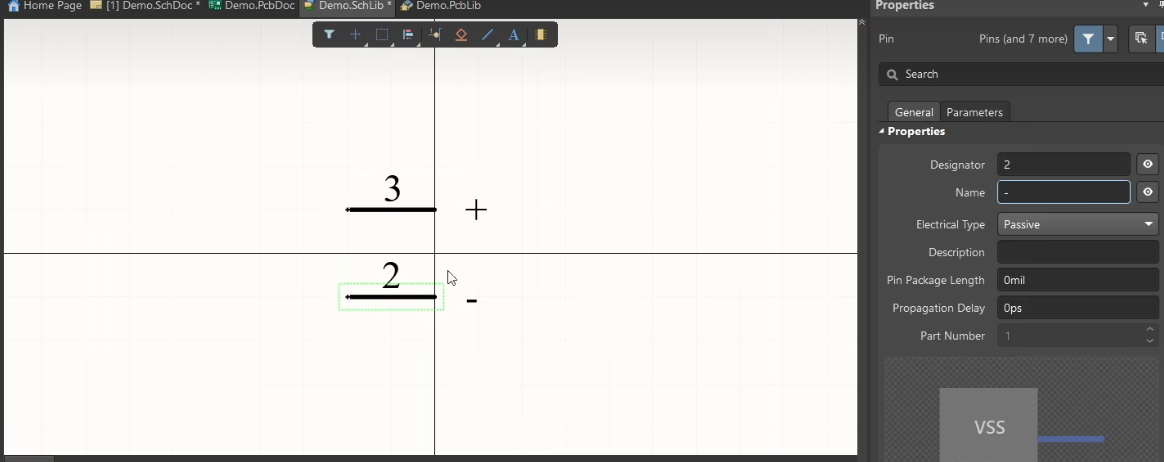 Home Page [1] Demo.SchDoc * Demo.PcbDoc Demo.SchLib * Demo.PcbLib
Properties
Pin Pins (and 7 more)
Search
General Parameters
Properties
Designator 2
Name -
Electrical Type Passive
Description
Pin Package Length 0mil
Propagation Delay 0ps
Part Number 1
VSS
A
3
+
2
-